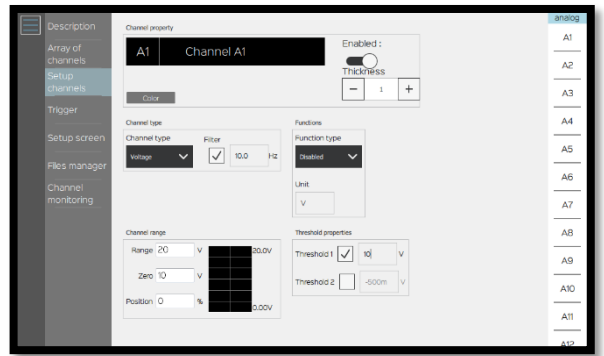 Description
Array of
channels
Setup
channels
Trigger
Setup screen
Files manager
Channel
monitoring
Channel property
A1 Channel A1
Enabled :
Thickness
− 1 +
Color
Channel type
Channel type Filter
Voltage 10.0 Hz
Functions
Function type
Disabled
Unit
V
Channel range
Range 20 V 20.0V
Zero 10 V
Position 0 % 0.00V
Threshold properties
Threshold 1 10 V
Threshold 2 -500m V
analog
A1
A2
A3
A4
A5
A6
A7
A8
A9
A10
A11
A12